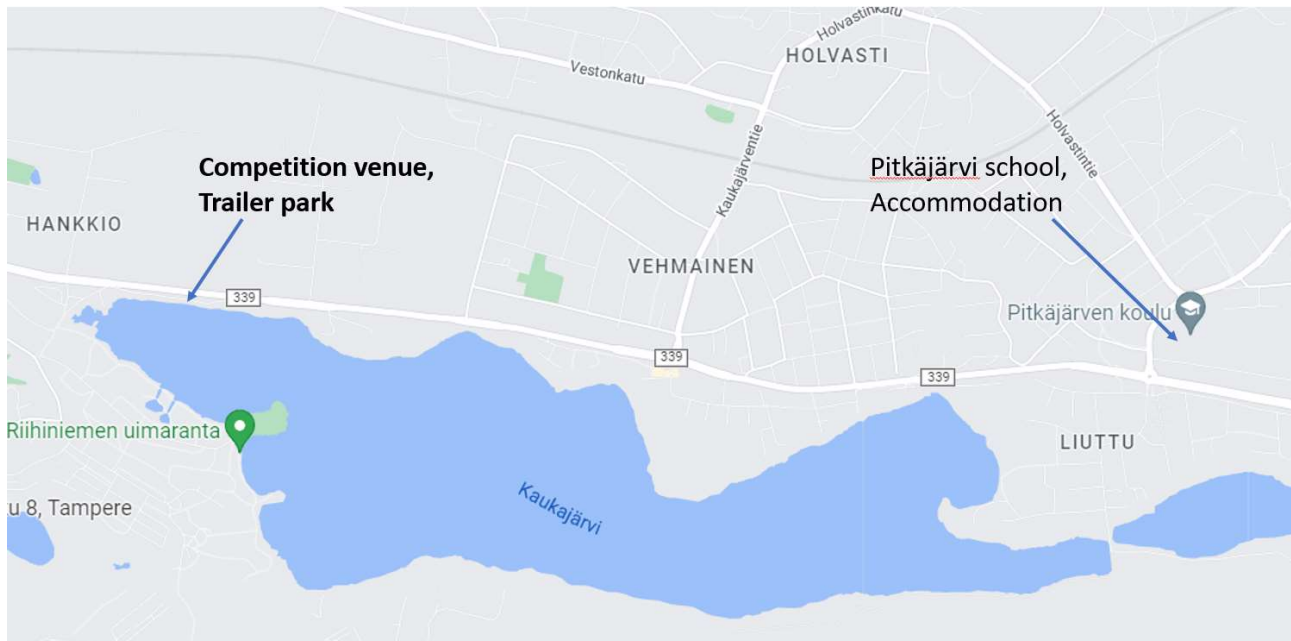 Holvastinkatu
HOLVASTI
Vestonkatu
Competition venue,
Trailer park
Kaukajärventie
Pitkäjärvi school,
Accommodation
Holvastintie
HANKKIO
VEHMAINEN
339
Pitkäjärven koulu
339
339
Riihiniemen uimaranta
LIUTTU
Kaukajärvi
u 8, Tampere